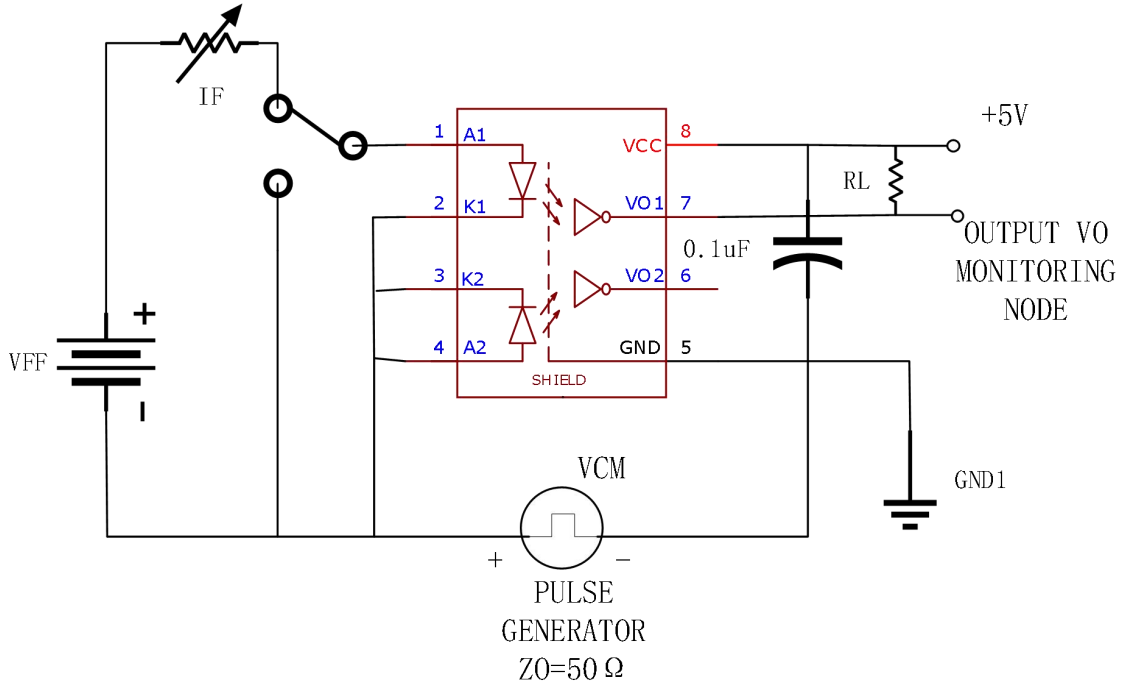 IF
+5V
1 A1
VCC 8
RL
2 K1
VO1 7
0.1uF
OUTPUT VO
MONITORING
NODE
3 K2
VO2 6
+
VFF
-
4 A2
GND 5
SHIELD
VCM
GND1
+ -
PULSE
GENERATOR
ZO=50Ω